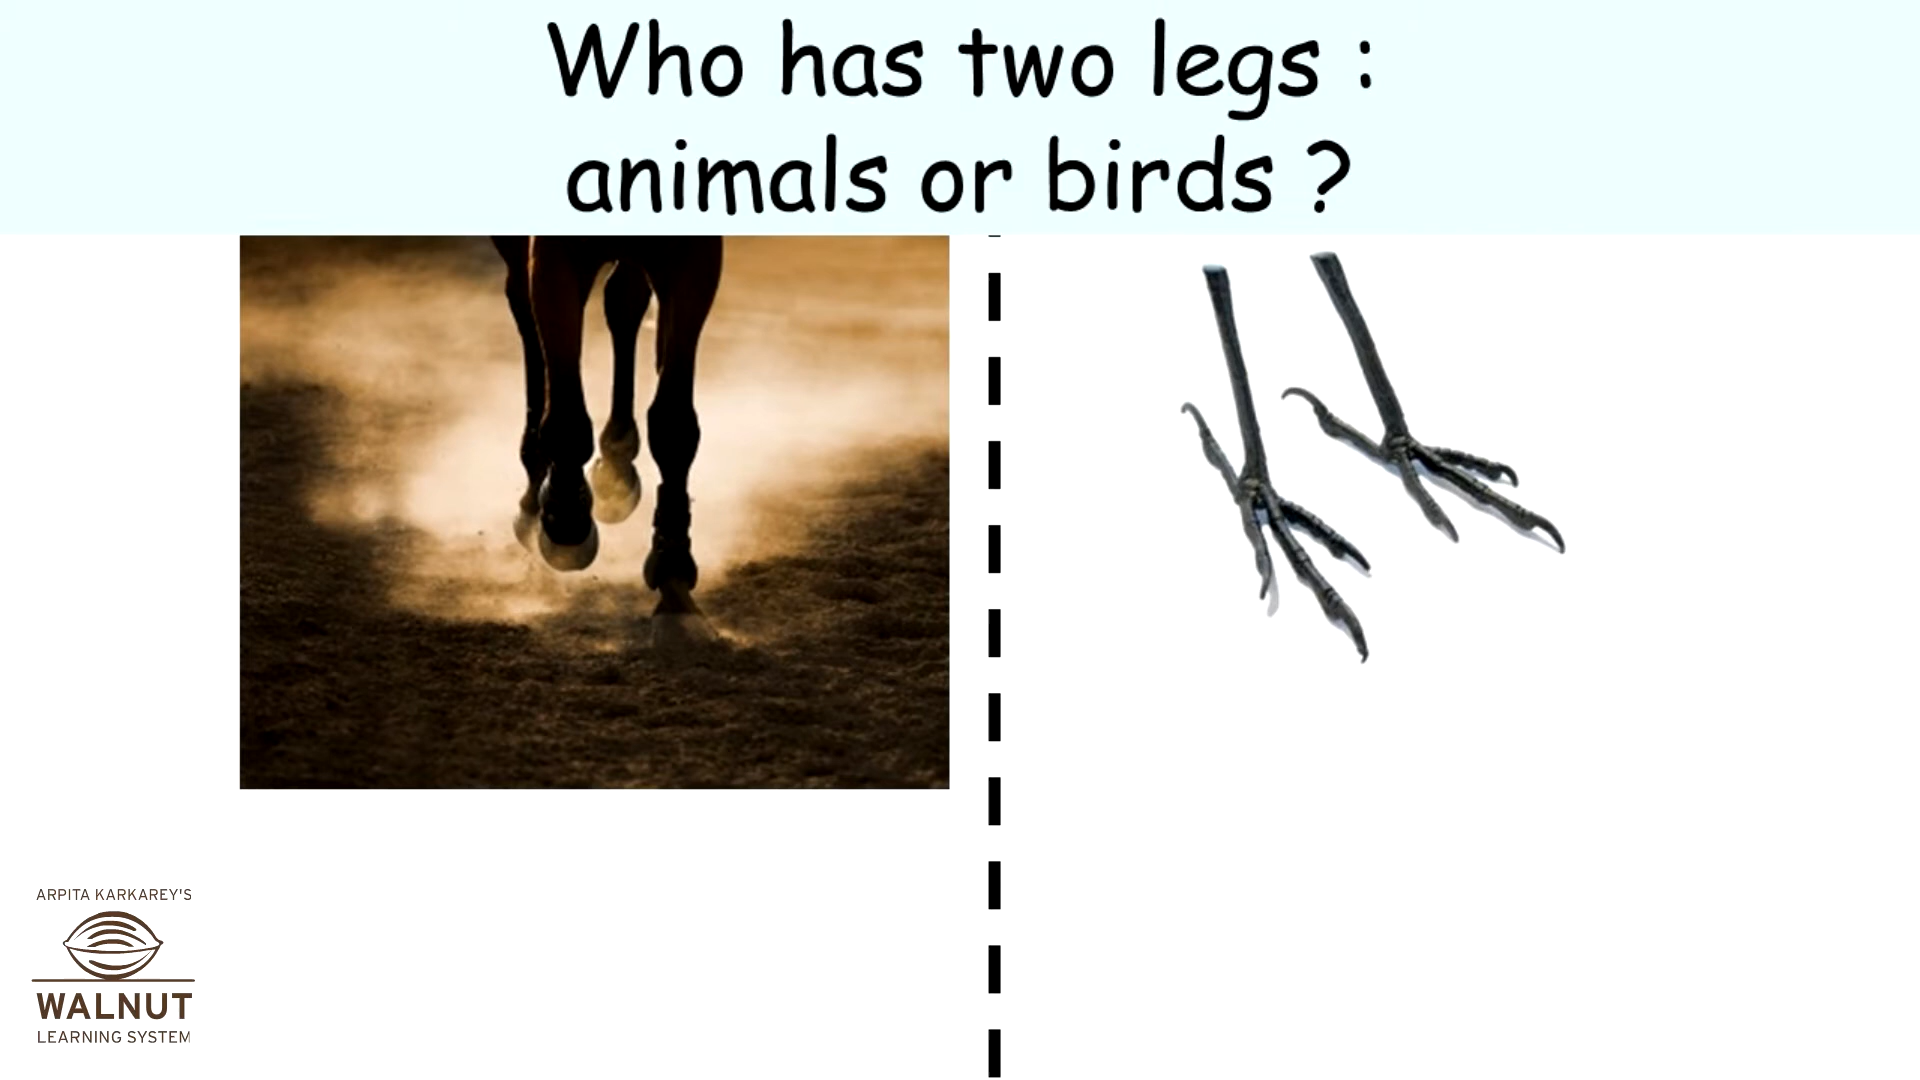 Who has two legs :
animals or birds ?
ARPITA KARKAREY'S
WALNUT
LEARNING SYSTEM